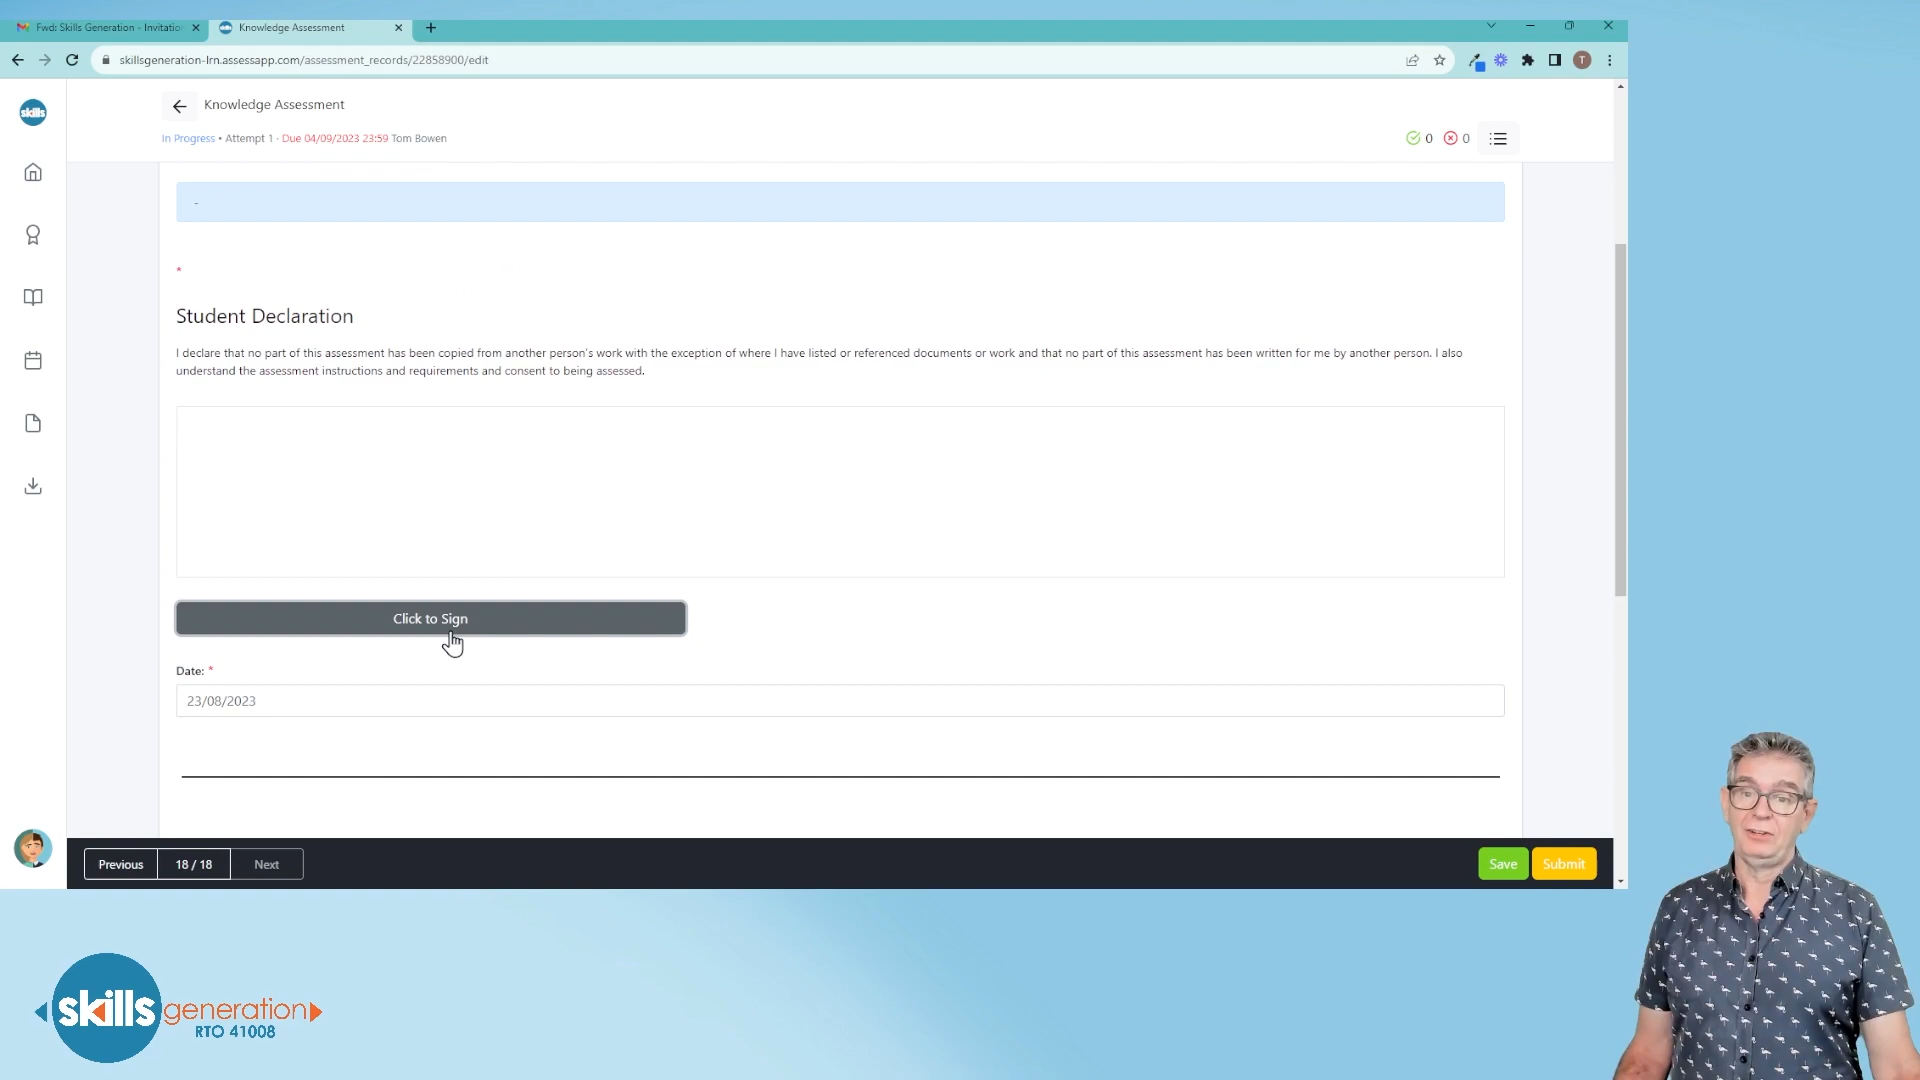 Fwd: Skills Generation - Invitatio
Knowledge Assessment
skillsgeneration-lrn.assessapp.com/assessment_records/22858900/edit
T
skills
Knowledge Assessment
In Progress • Attempt 1 · Due 04/09/2023 23:59 Tom Bowen
0 0
-
*
Student Declaration
I declare that no part of this assessment has been copied from another person's work with the exception of where I have listed or referenced documents or work and that no part of this assessment has been written for me by another person. I also
understand the assessment instructions and requirements and consent to being assessed.
Click to Sign
Date: *
23/08/2023
Previous 18 / 18 Next
Save Submit
skills generation
RTO 41008